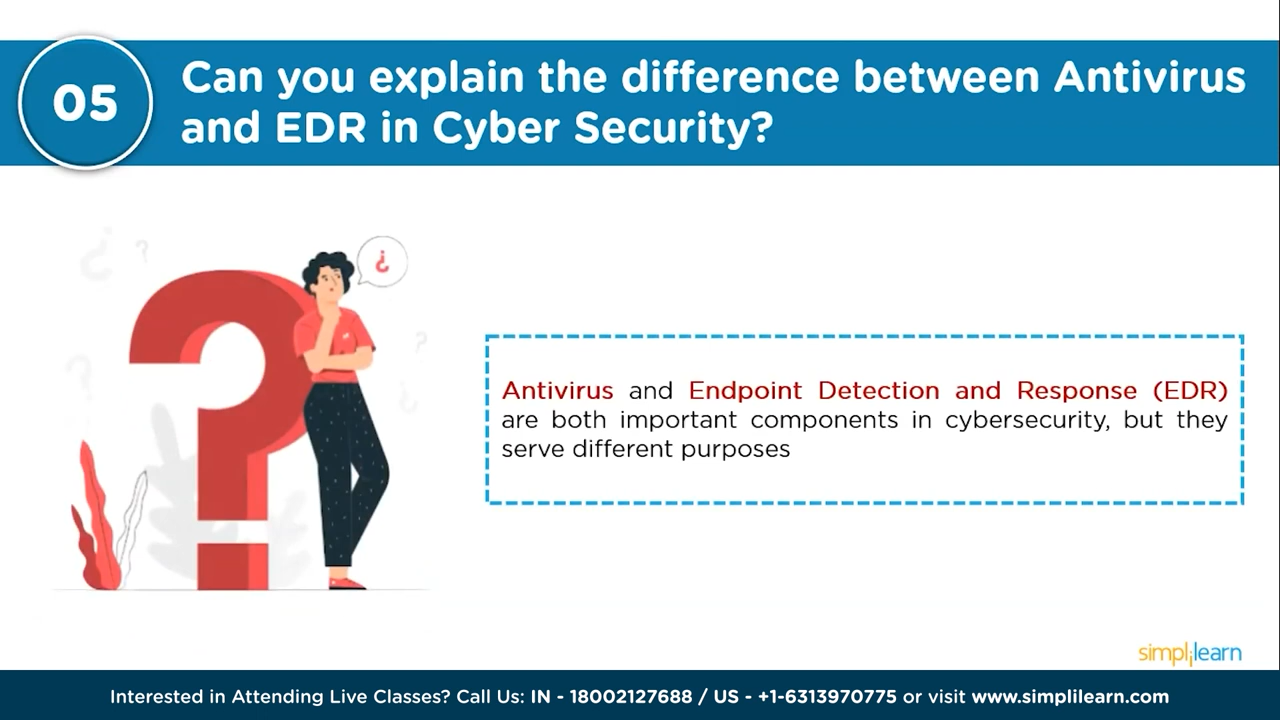 05
Can you explain the difference between Antivirus
and EDR in Cyber Security?
¿
Antivirus and Endpoint Detection and Response (EDR)
are both important components in cybersecurity, but they
serve different purposes
simplilearn
Interested in Attending Live Classes? Call Us: IN - 18002127688 / US - +1-6313970775 or visit www.simplilearn.com